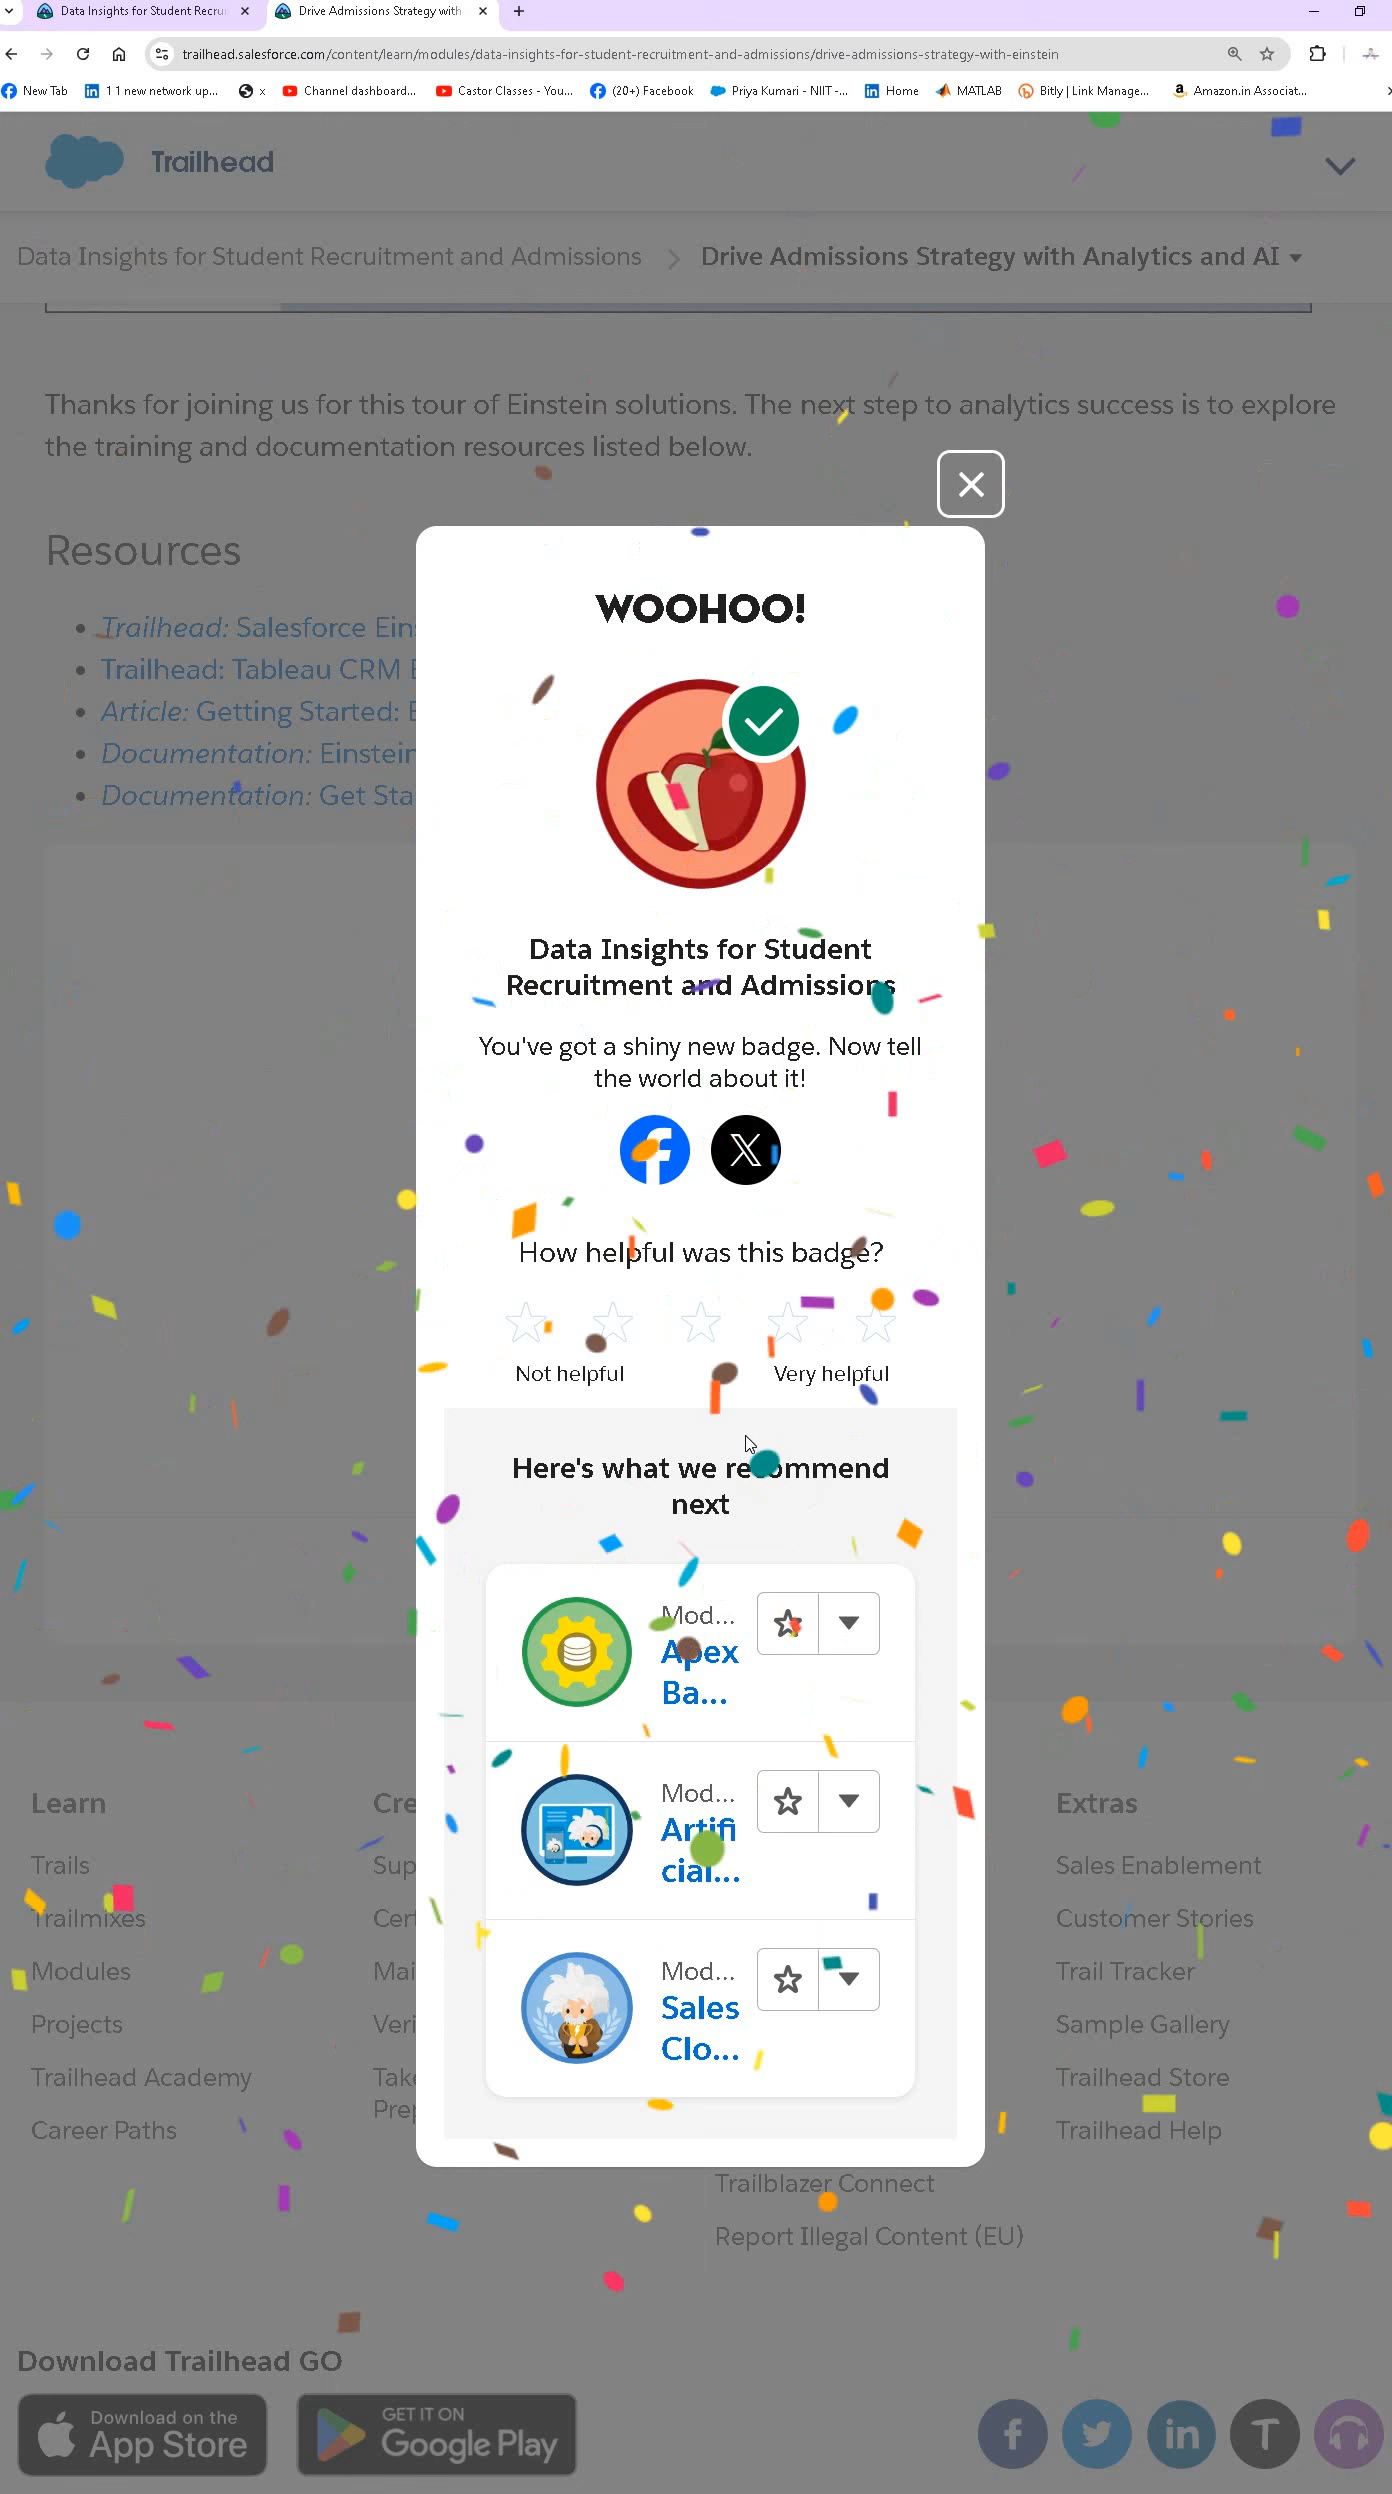 Data Insights for Student Recrui
Drive Admissions Strategy with
trailhead.salesforce.com/content/learn/modules/data-insights-for-student-recruitment-and-admissions/drive-admissions-strategy-with-einstein
New Tab
1 1 new network up...
x
Channel dashboard...
Castor Classes - You...
(20+) Facebook
Priya Kumari - NIIT -...
Home
MATLAB
Bitly | Link Manage...
Amazon.in Associat...
Trailhead
Data Insights for Student Recruitment and Admissions
Drive Admissions Strategy with Analytics and AI
Thanks for joining us for this tour of Einstein solutions. The next step to analytics success is to explore
the training and documentation resources listed below.
Resources
Trailhead: Salesforce Eins
Trailhead: Tableau CRM
Article: Getting Started:
Documentation: Einstein
Documentation: Get Sta
WOOHOO!
Data Insights for Student
Recruitment and Admissions
You've got a shiny new badge. Now tell
the world about it!
How helpful was this badge?
Not helpful
Very helpful
Here's what we recommend
next
Mod...
Apex
Ba...
Mod...
Artifi
cial...
Mod...
Sales
Clo...
Learn
Trails
Trailmixes
Modules
Projects
Trailhead Academy
Career Paths
Cre
Sup
Cert
Mai
Veri
Take
Prep
Trailblazer Connect
Report Illegal Content (EU)
Extras
Sales Enablement
Customer Stories
Trail Tracker
Sample Gallery
Trailhead Store
Trailhead Help
Download Trailhead GO
Download on the
App Store
GET IT ON
Google Play